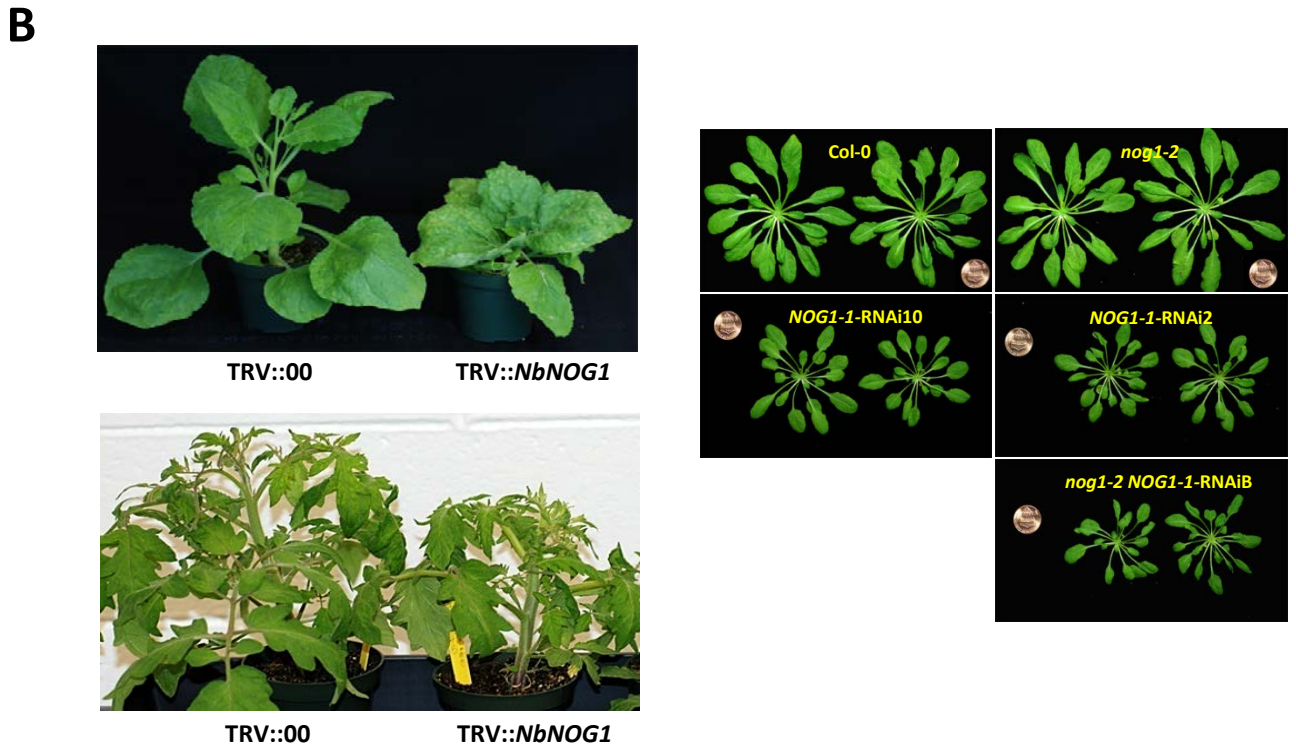 B
TRV::00 TRV::NbNOG1
TRV::00 TRV::NbNOG1
Col-0 nog1-2
NOG1-1-RNAi10 NOG1-1-RNAi2
nog1-2 NOG1-1-RNAiB